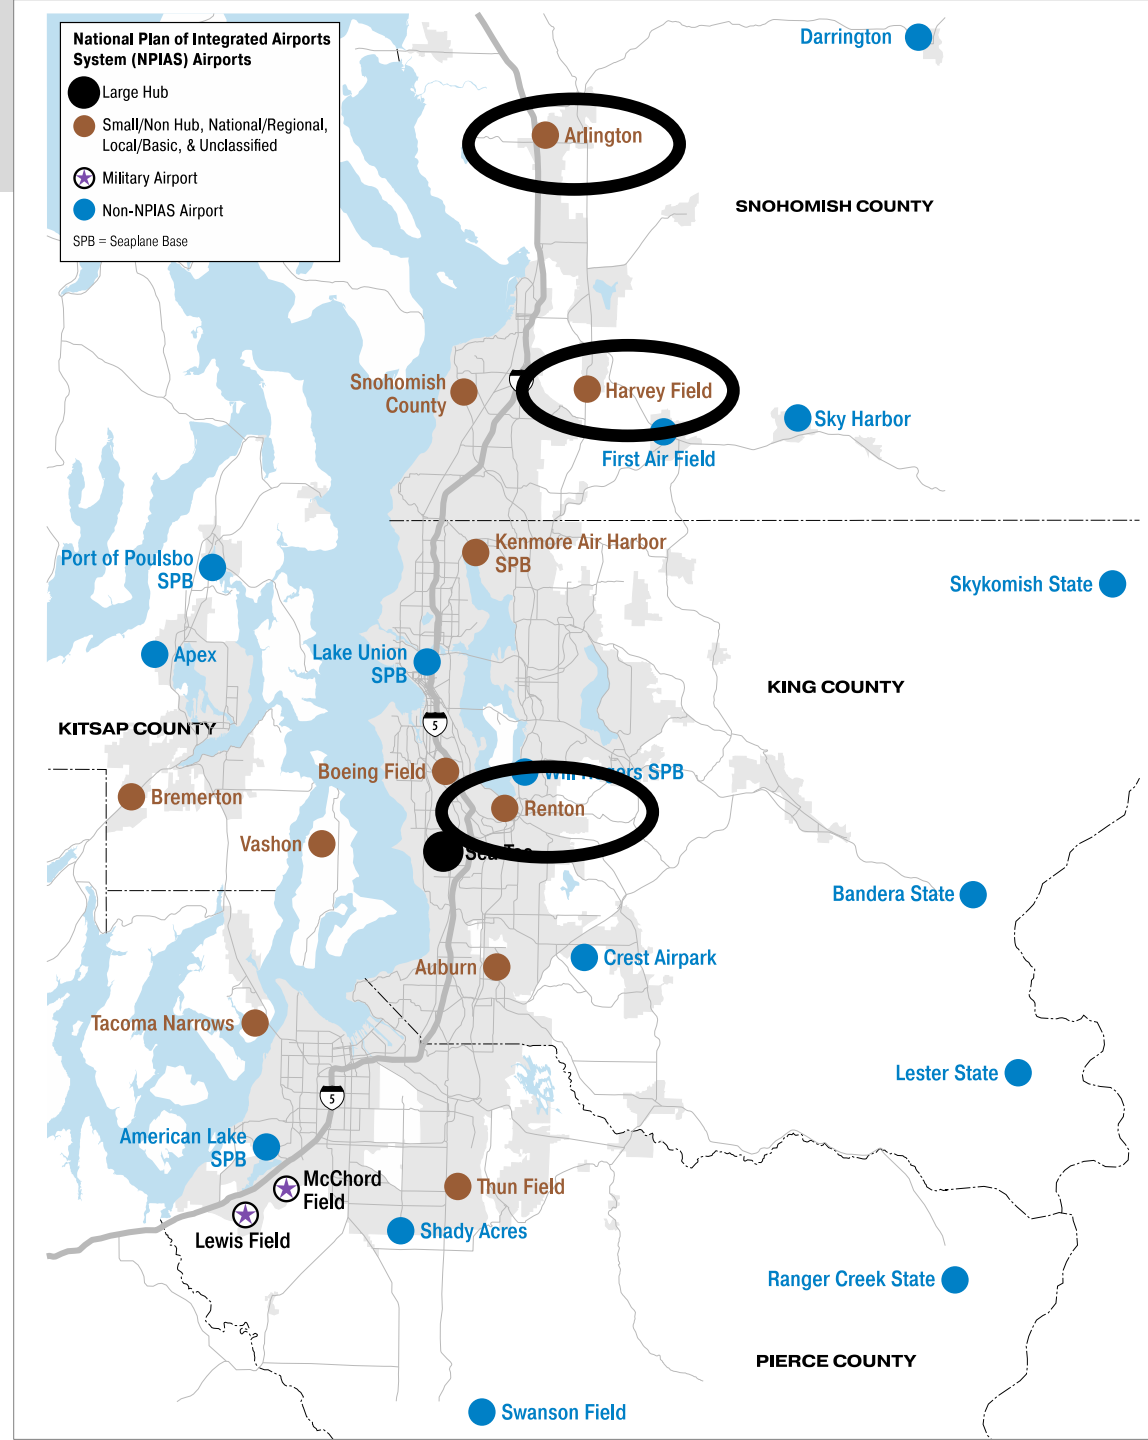 National Plan of Integrated Airports
System (NPIAS) Airports
Large Hub
Small/Non Hub, National/Regional,
Local/Basic, & Unclassified
Military Airport
Non-NPIAS Airport
SPB = Seaplane Base
Darrington
Arlington
SNOHOMISH COUNTY
Snohomish
County
Harvey Field
Sky Harbor
First Air Field
Kenmore Air Harbor
SPB
Port of Poulsbo
SPB
Skykomish State
Apex
Lake Union
SPB
KING COUNTY
KITSAP COUNTY
5
Boeing Field
Will Rogers SPB
Bremerton
Renton
Vashon
Sea-Tac
Bandera State
Crest Airpark
Auburn
Tacoma Narrows
Lester State
5
American Lake
SPB
McChord
Field
Thun Field
Lewis Field
Shady Acres
Ranger Creek State
PIERCE COUNTY
Swanson Field